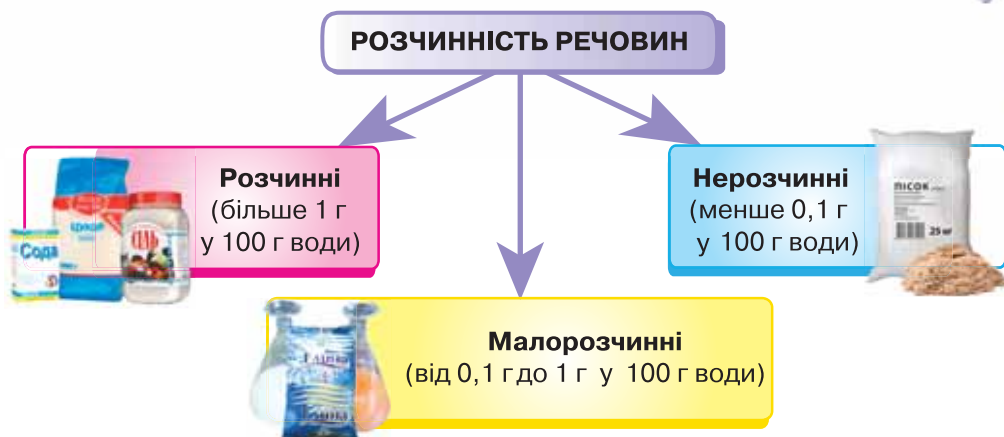 РОЗЧИННІСТЬ РЕЧОВИН
Розчинні
(більше 1 г
у 100 г води)
Сода
Цукор
СІЛЬ
Нерозчинні
(менше 0,1 г
у 100 г води)
ПІСОК
25 кг
Малорозчинні
(від 0,1 г до 1 г у 100 г води)